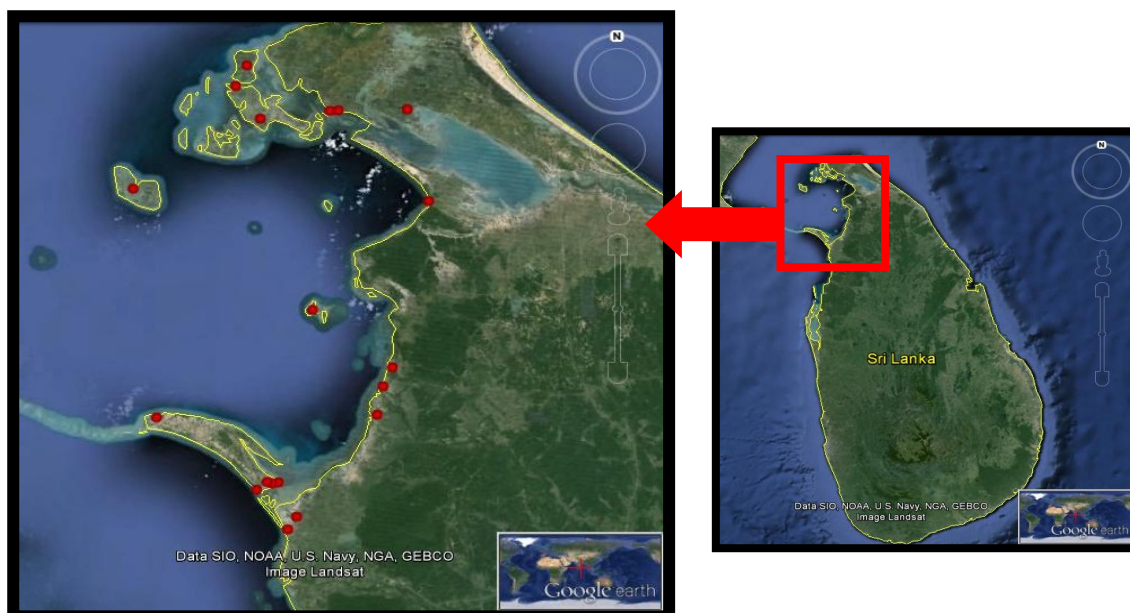 N
Data SIO, NOAA, U.S. Navy, NGA, GEBCO
Image Landsat
Google earth
N
Sri Lanka
Data SIO, NOAA, U.S. Navy, NGA, GEBCO
Image Landsat
Google earth